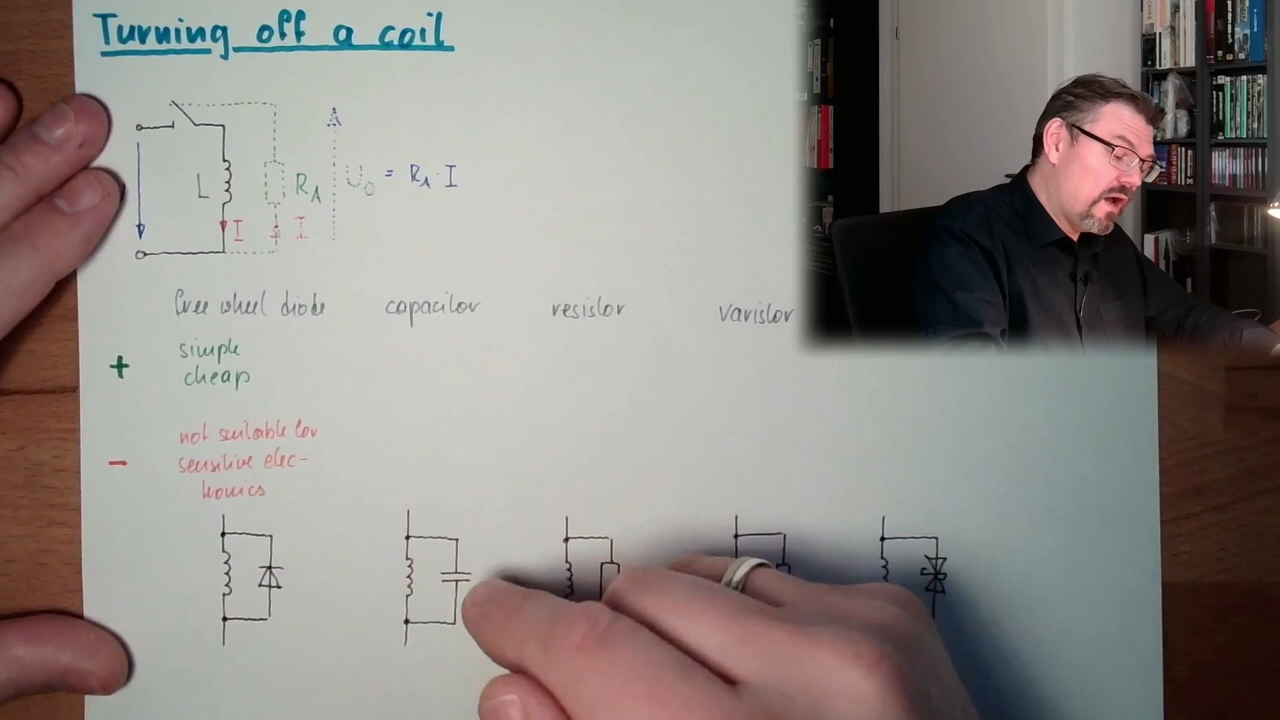 Turning off a coil
L
I
R_A
I
U_0 = R_A · I
free wheel diode
capacitor
resistor
varistor
+
simple
cheap
-
not suitable for
sensitive elec-
tronics